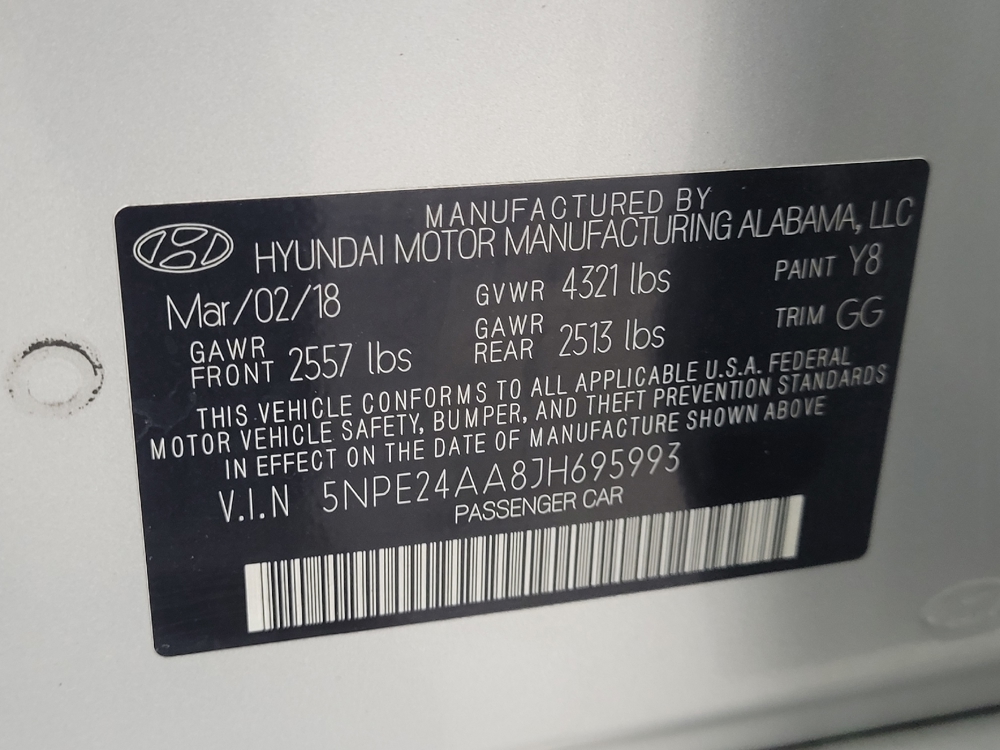 MANUFACTURED BY
HYUNDAI MOTOR MANUFACTURING ALABAMA, LLC
Mar/02/18 GVWR 4321 lbs PAINT Y8
GAWR FRONT 2557 lbs GAWR REAR 2513 lbs TRIM GG
THIS VEHICLE CONFORMS TO ALL APPLICABLE U.S.A. FEDERAL
MOTOR VEHICLE SAFETY, BUMPER, AND THEFT PREVENTION STANDARDS
IN EFFECT ON THE DATE OF MANUFACTURE SHOWN ABOVE
V.I.N 5NPE24AA8JH695993
PASSENGER CAR